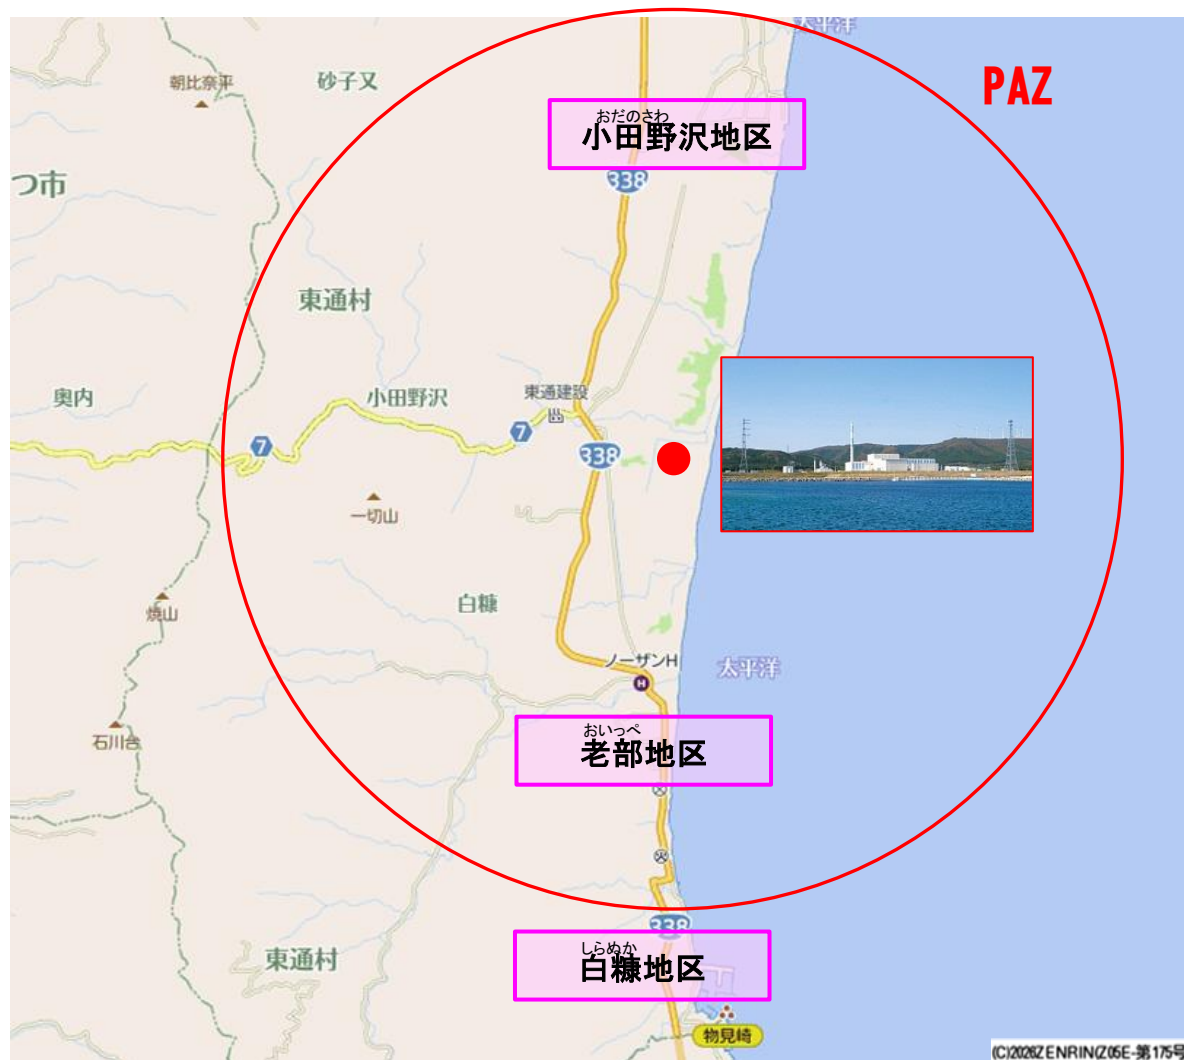 太平洋
PAZ
朝比奈平
砂子又
おだのさわ
小田野沢地区
つ市
338
東通村
奥内
小田野沢
東通建設
7
7
338
一切山
焼山
白糠
ノーザンH
太平洋
H
石川台
おいっぺ
老部地区
338
しらぬか
白糠地区
東通村
物見崎
(C)2026ZENRIN(Z05E-第175号